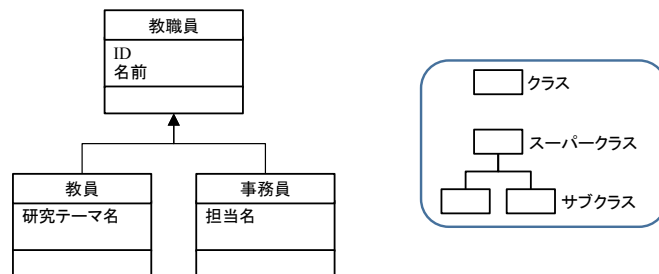 教職員
ID
名前
教員
研究テーマ名
事務員
担当名
クラス
スーパークラス
サブクラス